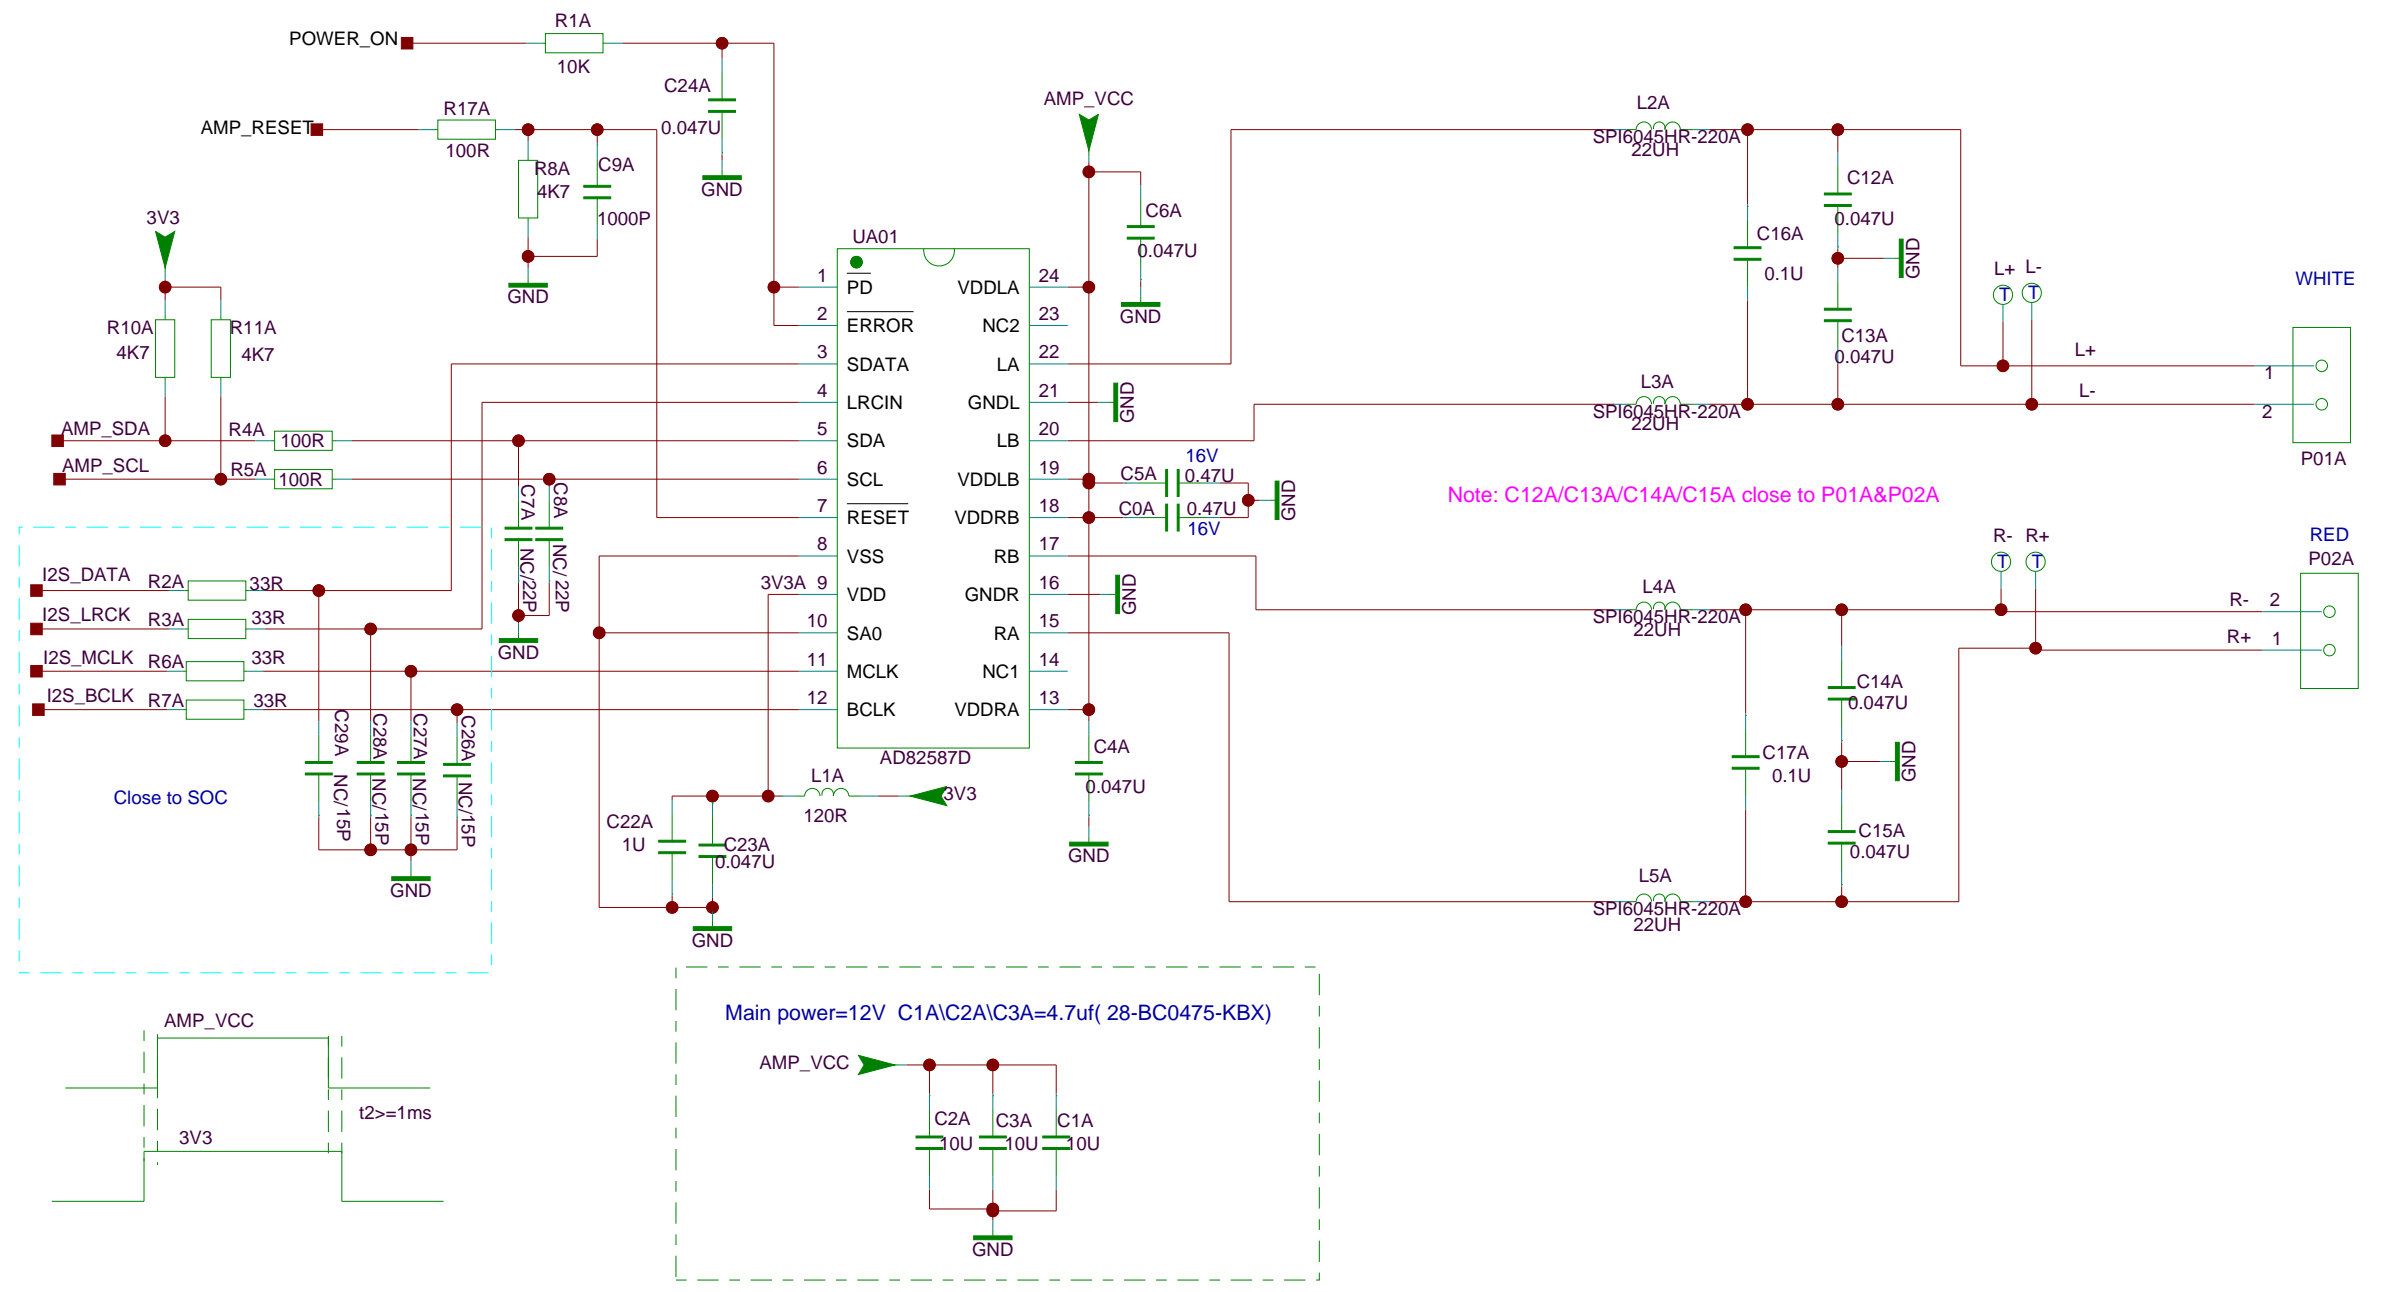 R1A
POWER_ON
10K
C24A
0.047U
GND
R17A
AMP_RESET
100R
R8A
4K7
C9A
1000P
GND
3V3
R10A
4K7
R11A
4K7
AMP_SDA
R4A
100R
AMP_SCL
R5A
100R
C7A
NC/22P
C8A
NC/22P
GND
I2S_DATA
R2A
33R
I2S_LRCK
R3A
33R
I2S_MCLK
R6A
33R
I2S_BCLK
R7A
33R
C29A
NC/15P
C28A
NC/15P
C27A
NC/15P
C26A
NC/15P
GND
Close to SOC
UA01
1
PD
2
ERROR
3
SDATA
4
LRCIN
5
SDA
6
SCL
7
RESET
8
VSS
3V3A
9
VDD
10
SA0
11
MCLK
12
BCLK
VDDLA
24
NC2
23
LA
22
GNDL
21
LB
20
VDDLB
19
VDDRB
18
RB
17
GNDR
16
RA
15
NC1
14
VDDRA
13
AD82587D
AMP_VCC
C6A
0.047U
GND
GND
16V
C5A
0.47U
C0A
0.47U
16V
GND
GND
C4A
0.047U
GND
L1A
120R
3V3
C22A
1U
C23A
0.047U
GND
L2A
SPI6045HR-220A
22UH
C12A
0.047U
C16A
0.1U
GND
C13A
0.047U
L3A
SPI6045HR-220A
22UH
L+
L-
T
T
WHITE
L+
1
L-
2
P01A
Note: C12A/C13A/C14A/C15A close to P01A&P02A
R-
R+
T
T
RED
P02A
L4A
SPI6045HR-220A
22UH
R-
2
R+
1
C14A
0.047U
C17A
0.1U
GND
C15A
0.047U
L5A
SPI6045HR-220A
22UH
Main power=12V  C1A\C2A\C3A=4.7uf( 28-BC0475-KBX)
AMP_VCC
C2A
10U
C3A
10U
C1A
10U
GND
AMP_VCC
t2>=1ms
3V3